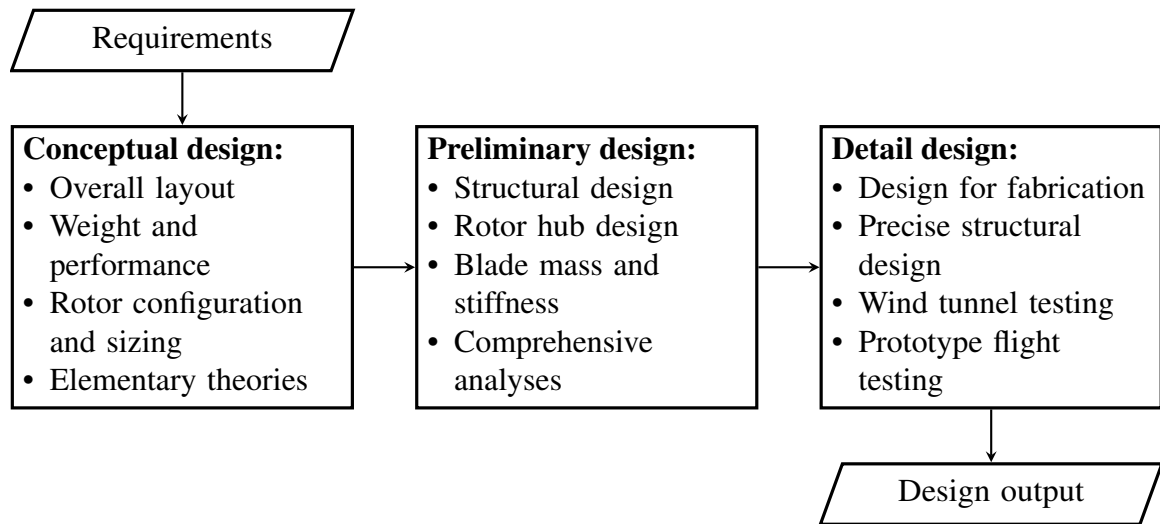 Requirements
Conceptual design:
• Overall layout
• Weight and
performance
• Rotor configuration
and sizing
• Elementary theories
Preliminary design:
• Structural design
• Rotor hub design
• Blade mass and
stiffness
• Comprehensive
analyses
Detail design:
• Design for fabrication
• Precise structural
design
• Wind tunnel testing
• Prototype flight
testing
Design output